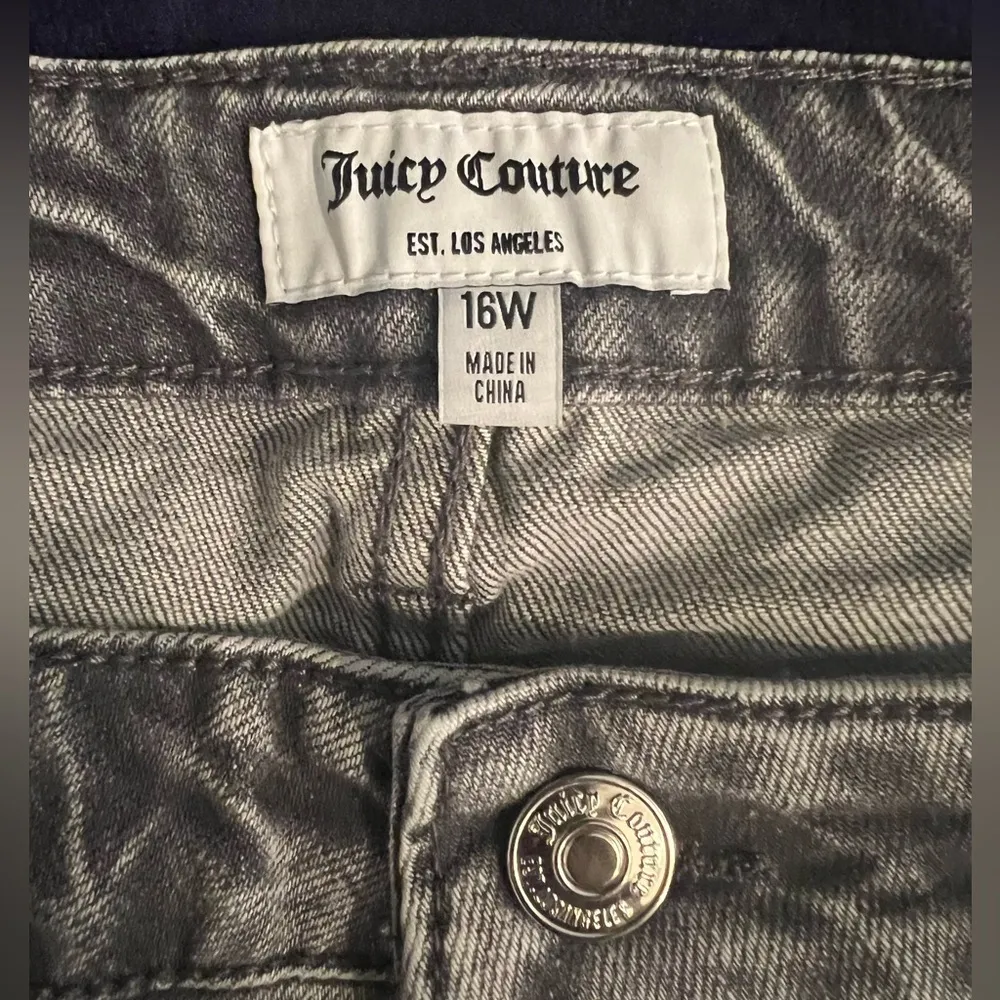 Juicy Couture
EST. LOS ANGELES
16W
MADE IN
CHINA
Juicy Couture
EST. LOS ANGELES